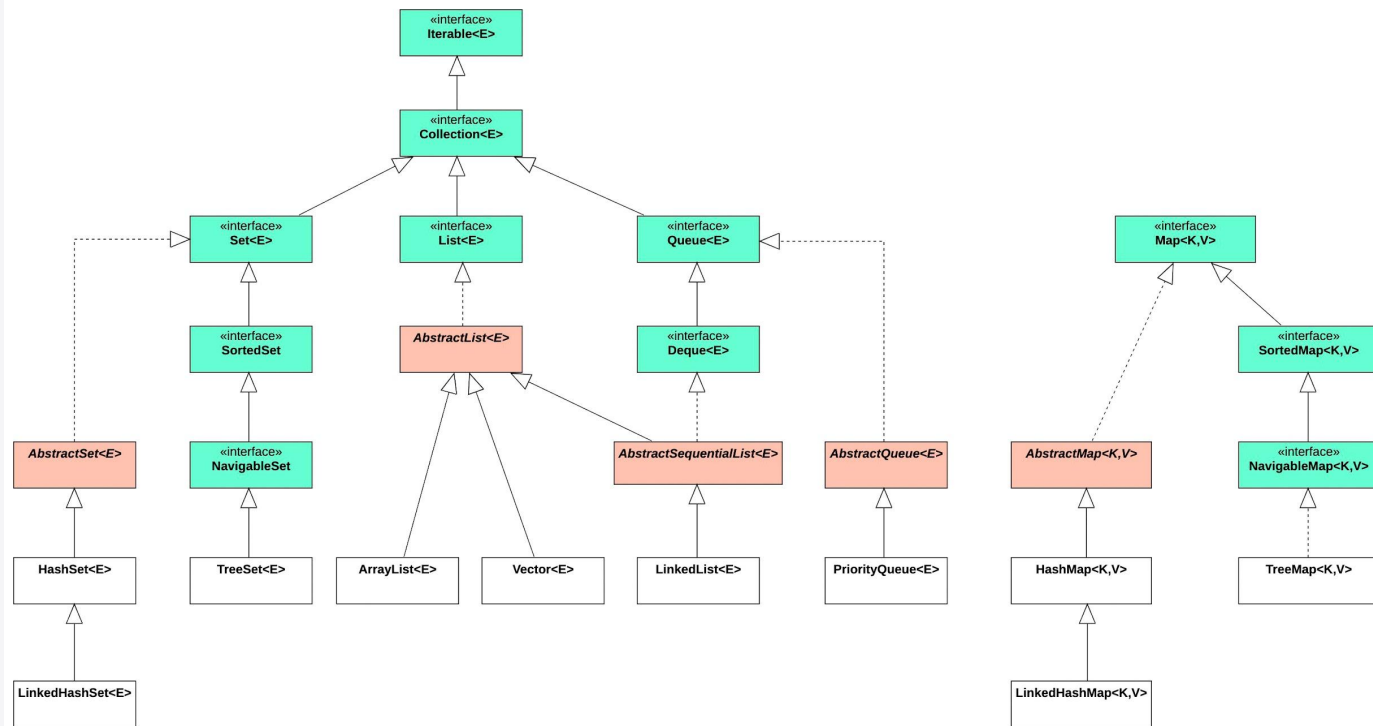 «interface»
Iterable<E>
«interface»
Collection<E>
«interface»
Set<E>
«interface»
List<E>
«interface»
Queue<E>
«interface»
Map<K,V>
«interface»
SortedSet
AbstractList<E>
«interface»
Deque<E>
«interface»
SortedMap<K,V>
AbstractSet<E>
«interface»
NavigableSet
AbstractSequentialList<E>
AbstractQueue<E>
AbstractMap<K,V>
«interface»
NavigableMap<K,V>
HashSet<E>
TreeSet<E>
ArrayList<E>
Vector<E>
LinkedList<E>
PriorityQueue<E>
HashMap<K,V>
TreeMap<K,V>
LinkedHashSet<E>
LinkedHashMap<K,V>